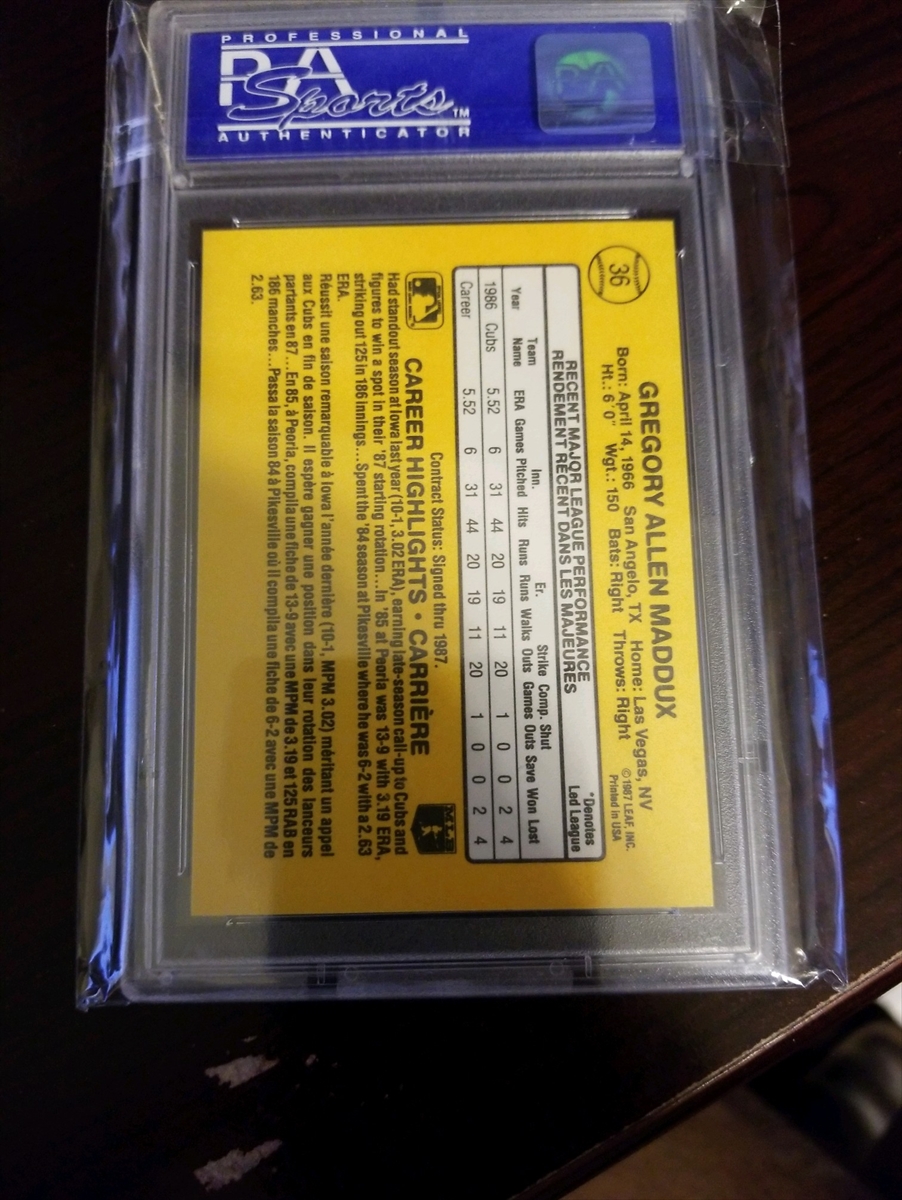 PROFESSIONAL
Sports™
AUTHENTICATOR
36
GREGORY ALLEN MADDUX
Born: April 14, 1966 San Angelo, TX Home: Las Vegas, NV
Ht.: 6'0" Wgt.: 150 Bats: Right Throws: Right
©1987 LEAF, INC.
Printed in USA
RECENT MAJOR LEAGUE PERFORMANCE
RENDEMENT RÉCENT DANS LES MAJEURES
*Denotes
Led League
Year Team Name ERA Games Inn. Pitched Hits Runs Er. Runs Walks Strike Outs Comp. Games Shut Outs Save Won Lost
1986 Cubs 5.52 6 31 44 20 19 11 20 1 0 0 2 4
Career 5.52 6 31 44 20 19 11 20 1 0 0 2 4
Contract Status: Signed thru 1987.
CAREER HIGHLIGHTS • CARRIÈRE
Had standout season at Iowa last year (10-1, 3.02 ERA), earning late-season call-up to Cubs and
figures to win a spot in their '87 starting rotation...In '85 at Peoria was 13-9 with 3.19 ERA,
striking out 125 in 186 innings...Spent the '84 season at Pikesville where he was 6-2 with a 2.63
ERA.
Réussit une saison remarquable à Iowa l'année dernière (10-1, MPM 3.02) méritant un appel
aux Cubs en fin de saison. Il espère gagner une position dans leur rotation des lanceurs
partants en 87...En 85, à Peoria, compila une fiche de 13-9 avec une MPM de 3.19 et 125 RAB en
186 manches...Passa la saison 84 à Pikesville où il compila une fiche de 6-2 avec une MPM de
2.63.